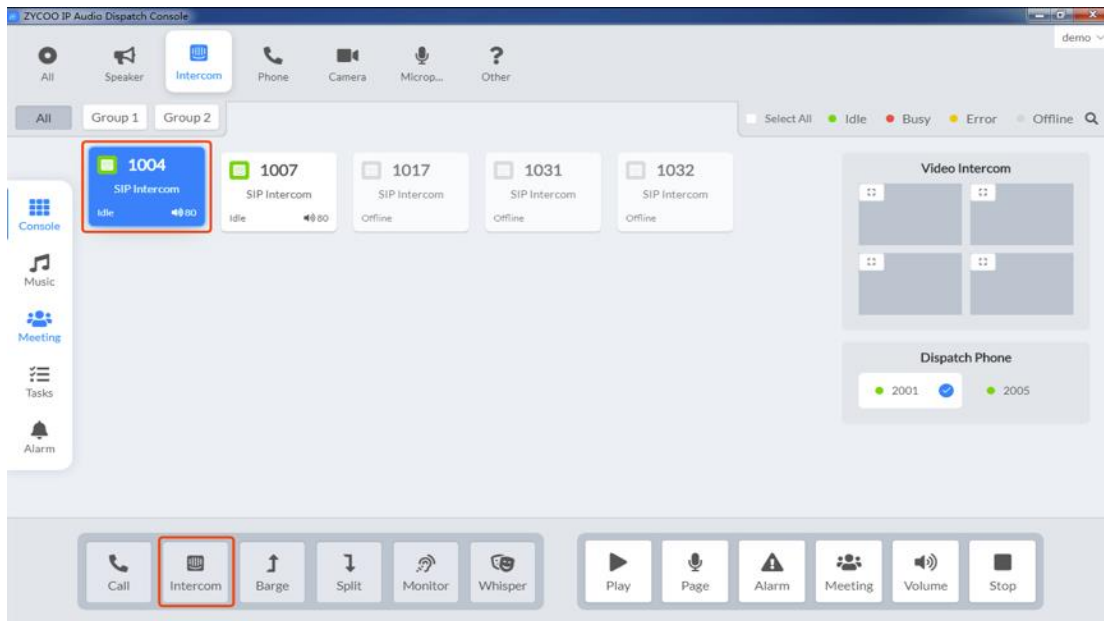 ZYCOO IP Audio Dispatch Console
demo
All Speaker Intercom Phone Camera Microp... Other
All Group 1 Group 2 Select All Idle Busy Error Offline
1004 1007 1017 1031 1032
SIP Intercom SIP Intercom SIP Intercom SIP Intercom SIP Intercom
Idle 80 Idle 80 Offline Offline Offline
Console
Music
Meeting
Tasks
Alarm
Video Intercom
Dispatch Phone
2001 2005
Call Intercom Barge Split Monitor Whisper Play Page Alarm Meeting Volume Stop